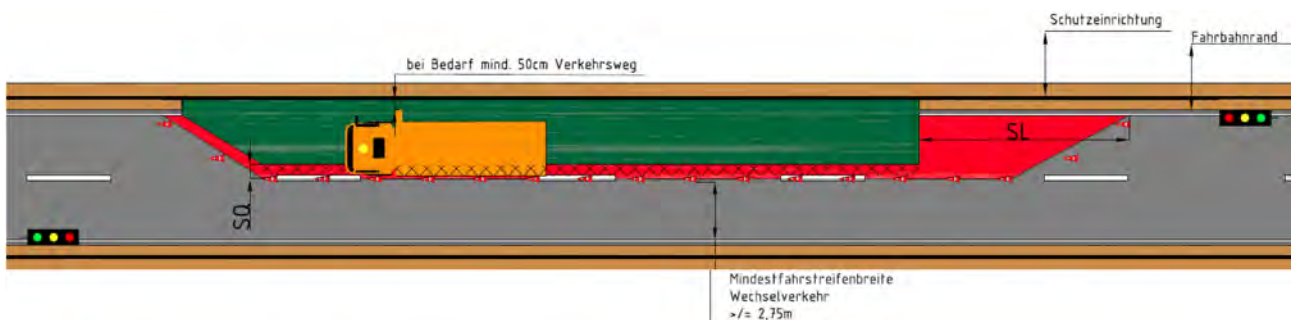 Schutzeinrichtung
Fahrbahnrand
bei Bedarf mind. 50cm Verkehrsweg
SL
SQ
Mindestfahrstreifenbreite
Wechselverkehr
>/= 2,75m